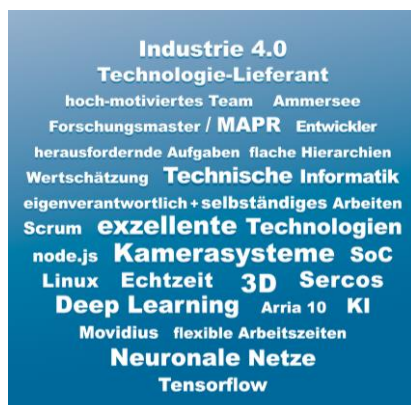 Industrie 4.0
Technologie-Lieferant
hoch-motiviertes Team Ammersee
Forschungsmaster / MAPR Entwickler
herausfordernde Aufgaben flache Hierarchien
Wertschätzung Technische Informatik
eigenverantwortlich + selbständiges Arbeiten
Scrum exzellente Technologien
node.js Kamerasysteme SoC
Linux Echtzeit 3D Sercos
Deep Learning Arria 10 KI
Movidius flexible Arbeitszeiten
Neuronale Netze
Tensorflow